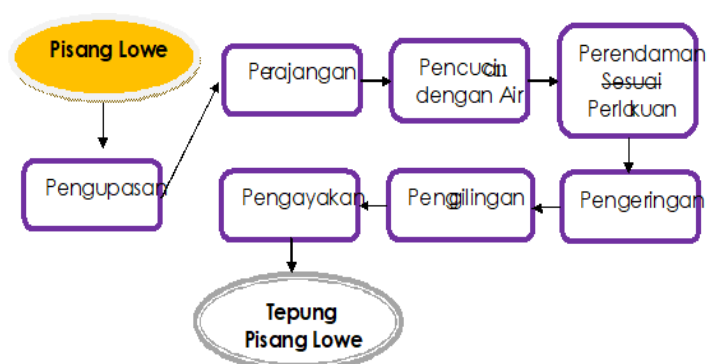 Pisang Lowe
Pengupasan
Perajangan
Pencucian
dengan Air
Perendaman
Sesuai
Perlakuan
Pengeringan
Penggilingan
Pengayakan
Tepung
Pisang Lowe